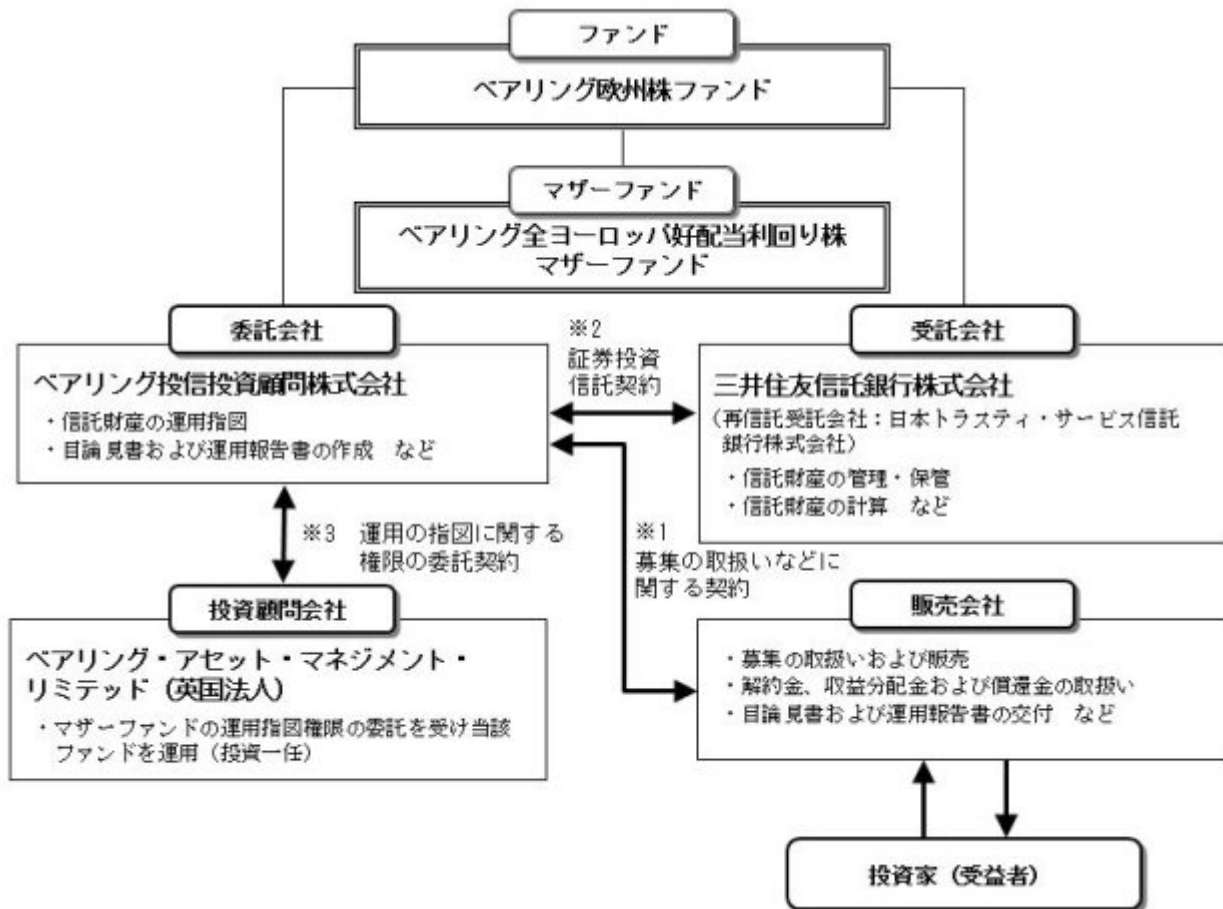 ファンド
ベアリング欧州株ファンド
マザーファンド
ベアリング全ヨーロッパ好配当利回り株
マザーファンド
委託会社
ベアリング投信投資顧問株式会社
・信託財産の運用指図
・目論見書および運用報告書の作成 など
※2
証券投資
信託契約
受託会社
三井住友信託銀行株式会社
(再信託受託会社:日本トラスティ・サービス信託
銀行株式会社)
・信託財産の管理・保管
・信託財産の計算 など
※3 運用の指図に関する
権限の委託契約
※1
募集の取扱いなどに
関する契約
投資顧問会社
ベアリング・アセット・マネジメント・
リミテッド(英国法人)
・マザーファンドの運用指図権限の委託を受け当該
ファンドを運用(投資一任)
販売会社
・募集の取扱いおよび販売
・解約金、収益分配金および償還金の取扱い
・目論見書および運用報告書の交付 など
投資家(受益者)